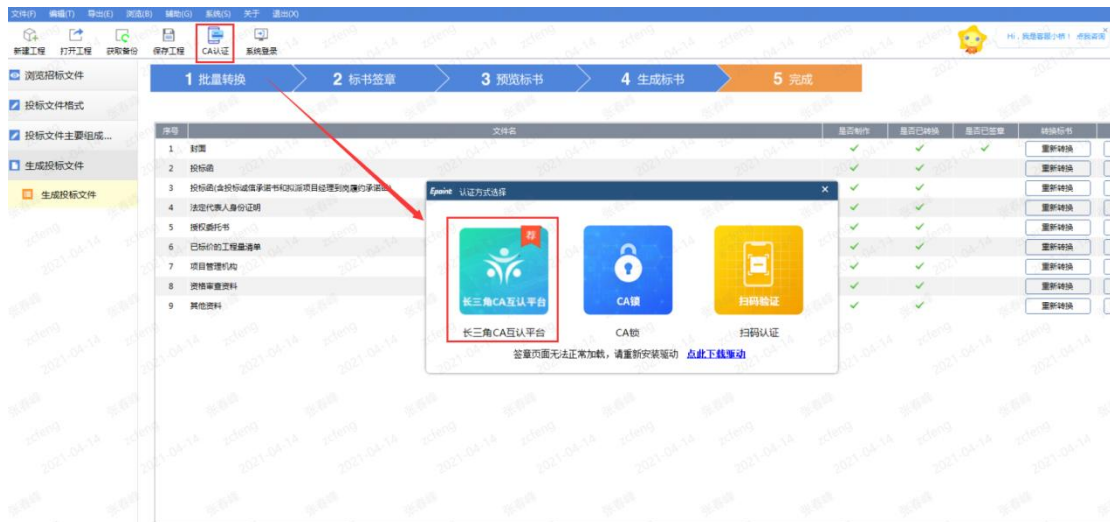 文件(F) 编辑(T) 导出(E) 浏览(B) 辅助(G) 系统(S) 关于 退出(X)
新建工程 打开工程 获取备份 保存工程 CA认证 系统登录
Hi,我是客服小桥! 点我咨询
浏览招标文件
投标文件格式
投标文件主要组成...
生成投标文件
生成投标文件
1 批量转换 2 标书签章 3 预览标书 4 生成标书 5 完成
序号 文件名 是否制作 是否已转换 是否已签章 转换标书
1 封面 重新转换
2 投标函 重新转换
3 投标函(含投标诚信承诺书和拟派项目经理到岗履约承诺书) 重新转换
4 法定代表人身份证明 重新转换
5 授权委托书 重新转换
6 已标价的工程量清单 重新转换
7 项目管理机构 重新转换
8 资格审查资料 重新转换
9 其他资料 重新转换
Epoint 认证方式选择
荐
长三角CA互认平台 CA锁 扫码验证
长三角CA互认平台 CA锁 扫码认证
签章页面无法正常加载,请重新安装驱动 点此下载驱动
张春峰
zcfeng
2021-04-14